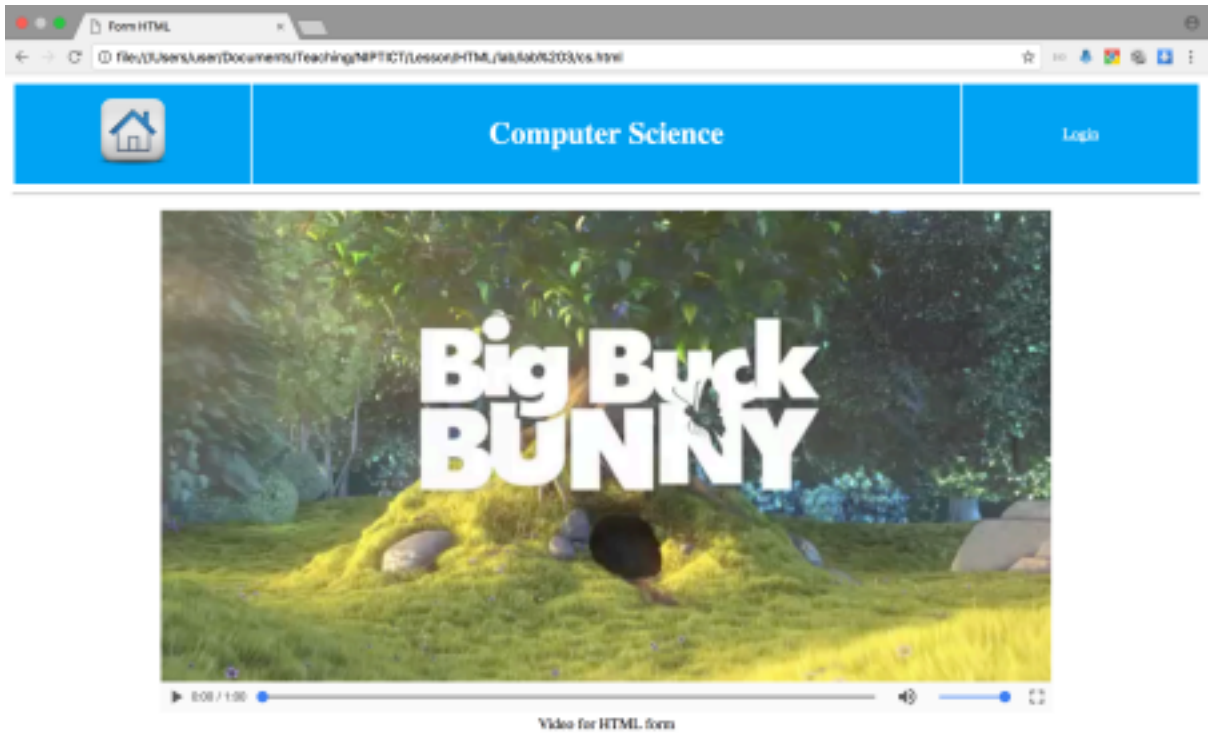 Form HTML
file:///Users/user/Documents/Teaching/NIPTICT/Lesson/HTML/lab/lab%203/cs.html
Computer Science
Login
Big Buck
BUNNY
0:00 / 1:00
Video for HTML form